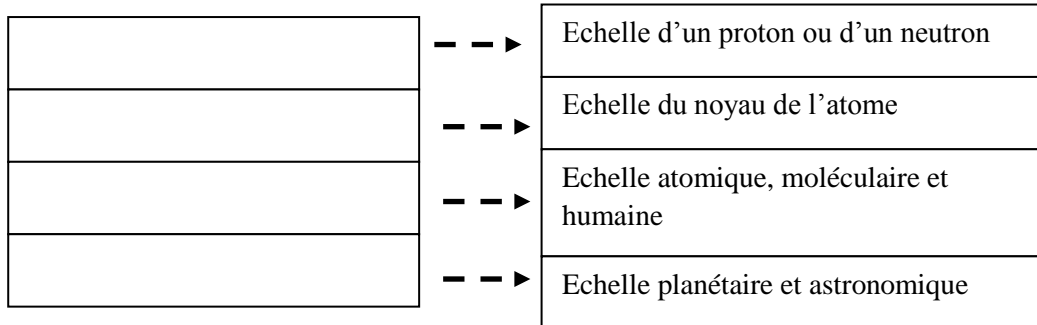 Echelle d’un proton ou d’un neutron
Echelle du noyau de l’atome
Echelle atomique, moléculaire et
humaine
Echelle planétaire et astronomique